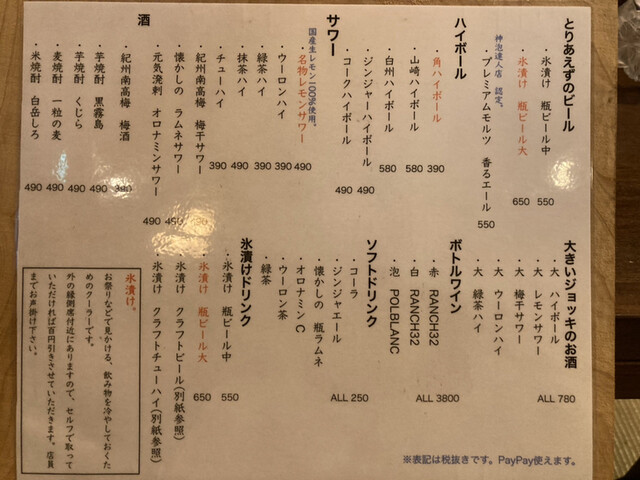 とりあえずのビール
・氷漬け 瓶ビール中 550
・氷漬け 瓶ビール大 650
・プレミアムモルツ 香るエール 550
神泡達人店 認定。
ハイボール
・角ハイボール 390
・山崎ハイボール 580
・白州ハイボール 580
・ジンジャーハイボール 490
・コークハイボール 490
サワー
国産生レモン100%使用。
・名物レモンサワー 490
・ウーロンハイ 390
・緑茶ハイ 390
・抹茶ハイ 490
・チューハイ 390
・紀州南高梅 梅干サワー
・懐かしの ラムネサワー 490
・元気溌剌 オロナミンサワー 490
酒
・紀州南高梅 梅酒 390
・芋焼酎 黒霧島 490
・芋焼酎 くじら 490
・麦焼酎 一粒の麦 490
・米焼酎 白岳しろ 490
大きいジョッキのお酒
・大 ハイボール
・大 レモンサワー
・大 梅干サワー
・大 ウーロンハイ
・大 緑茶ハイ
ALL 780
ボトルワイン
・赤 RANCH32
・白 RANCH32
・泡 POLBLANC
ALL 3800
ソフトドリンク
・コーラ
・ジンジャエール
・懐かしの 瓶ラムネ
・オロナミンC
・ウーロン茶
・緑茶
ALL 250
氷漬けドリンク
・氷漬け 瓶ビール中 550
・氷漬け 瓶ビール大 650
・氷漬け クラフトビール(別紙参照)
・氷漬け クラフトチューハイ(別紙参照)
氷漬け。
お祭りなどで見かける、飲み物を冷やしておくた
めのクーラーです。
外の縁側席付近にありますので、セルフで取って
いただければ百円引きさせていただきます。店員
までお声掛け下さい。
※表記は税抜きです。PayPay使えます。